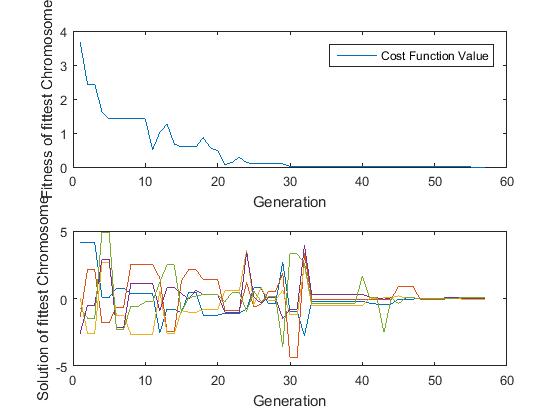 Fitness of fittest Chromosome
4
3
2
1
0
Cost Function Value
0 10 20 30 40 50 60
Generation
Solution of fittest Chromosome
5
0
-5
0 10 20 30 40 50 60
Generation